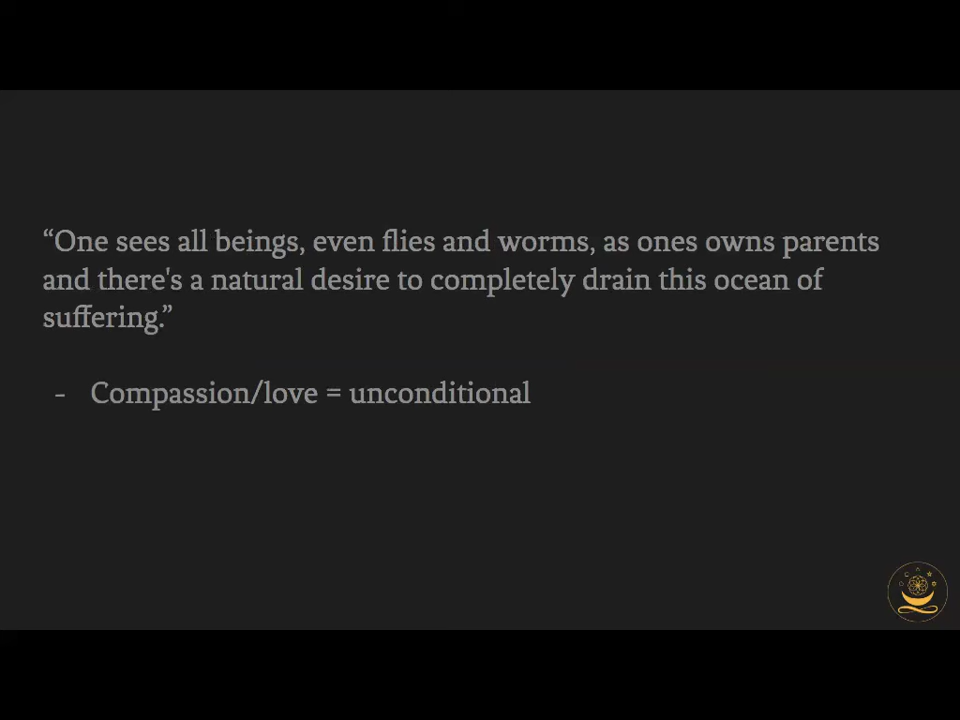 “One sees all beings, even flies and worms, as ones owns parents
and there's a natural desire to completely drain this ocean of
suffering.”
- Compassion/love = unconditional